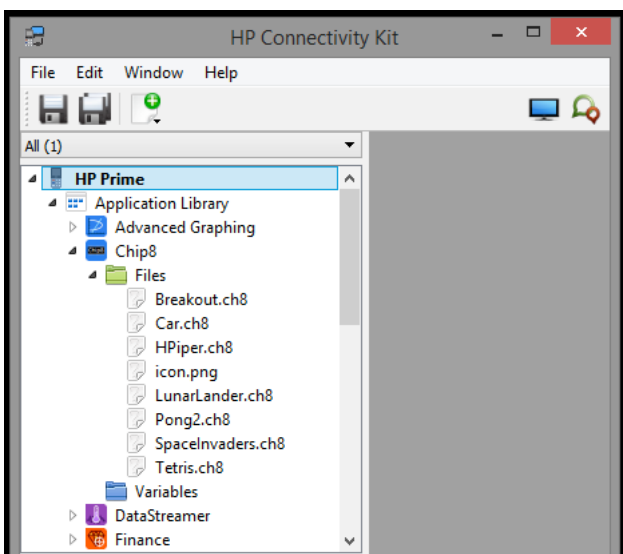 HP Connectivity Kit
File Edit Window Help
All (1)
HP Prime
Application Library
Advanced Graphing
Chip8
Files
Breakout.ch8
Car.ch8
HPiper.ch8
icon.png
LunarLander.ch8
Pong2.ch8
SpaceInvaders.ch8
Tetris.ch8
Variables
DataStreamer
Finance